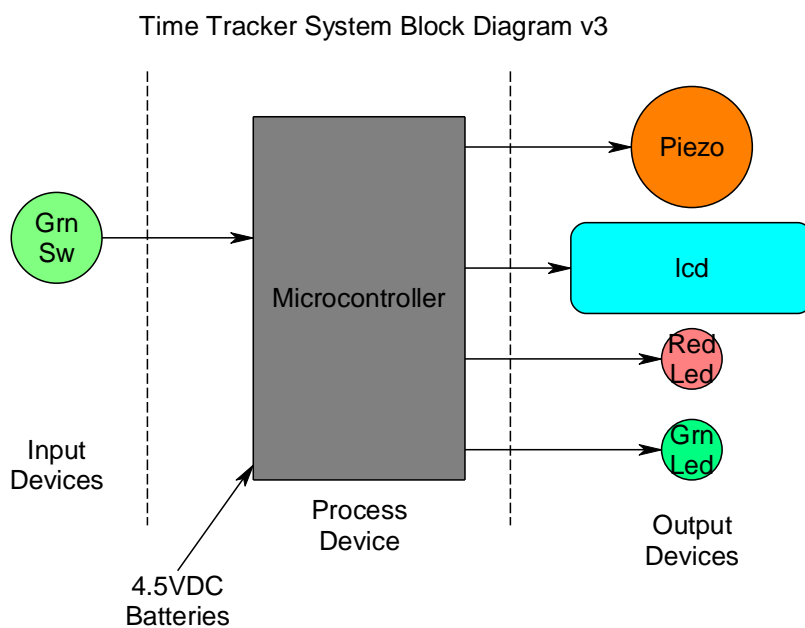 Time Tracker System Block Diagram v3
Piezo
Grn
Sw
lcd
Microcontroller
Red
Led
Grn
Led
Input
Devices
Process
Device
Output
Devices
4.5VDC
Batteries